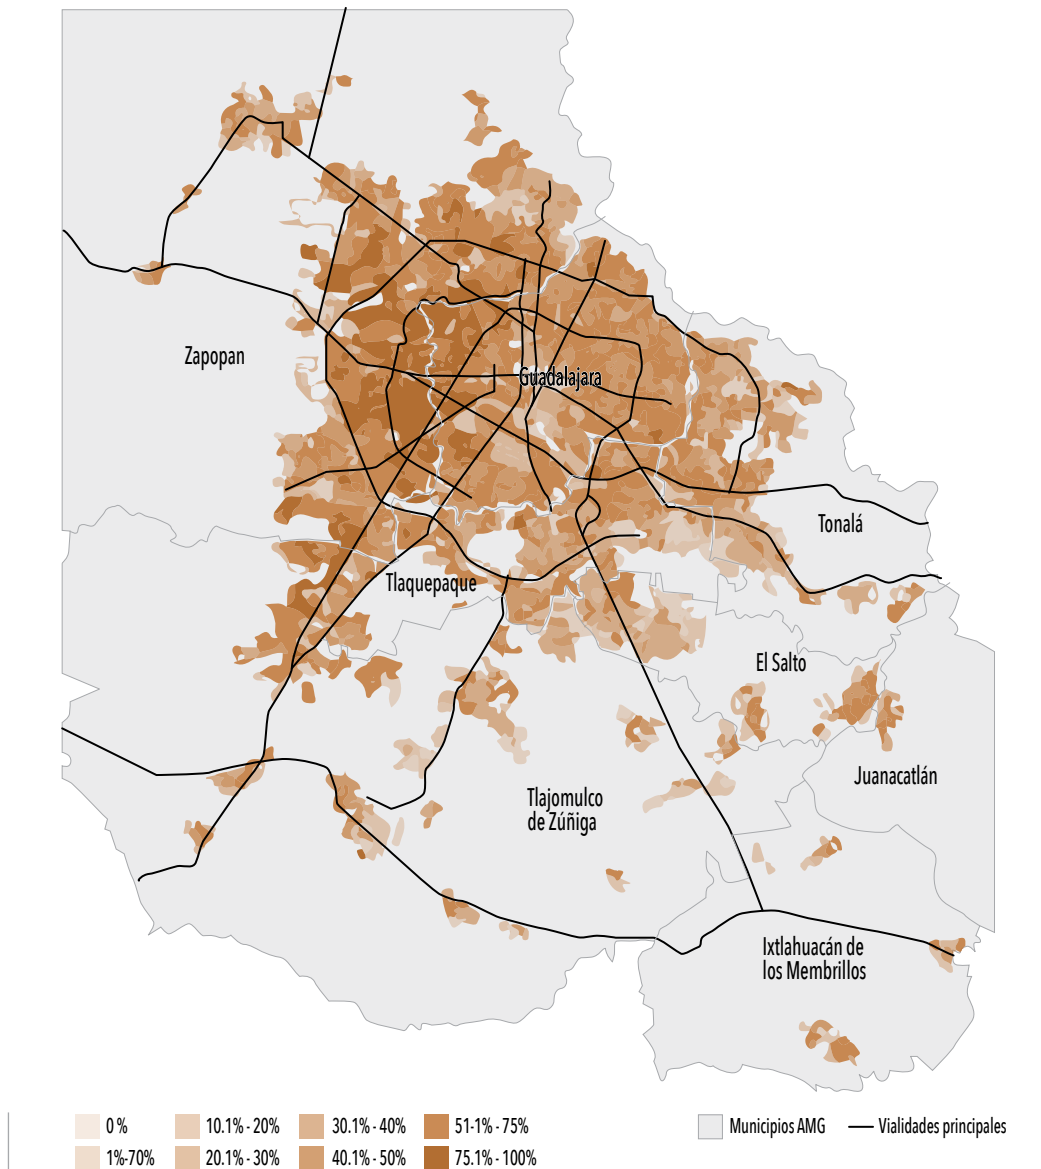 Zapopan
Guadalajara
Tonalá
Tlaquepaque
El Salto
Juanacatlán
Tlajomulco
de Zúñiga
Ixtlahuacán de
los Membrillos
0 %
10.1% - 20%
30.1% - 40%
51-1% - 75%
Municipios AMG
Vialidades principales
1%-70%
20.1% - 30%
40.1% - 50%
75.1% - 100%